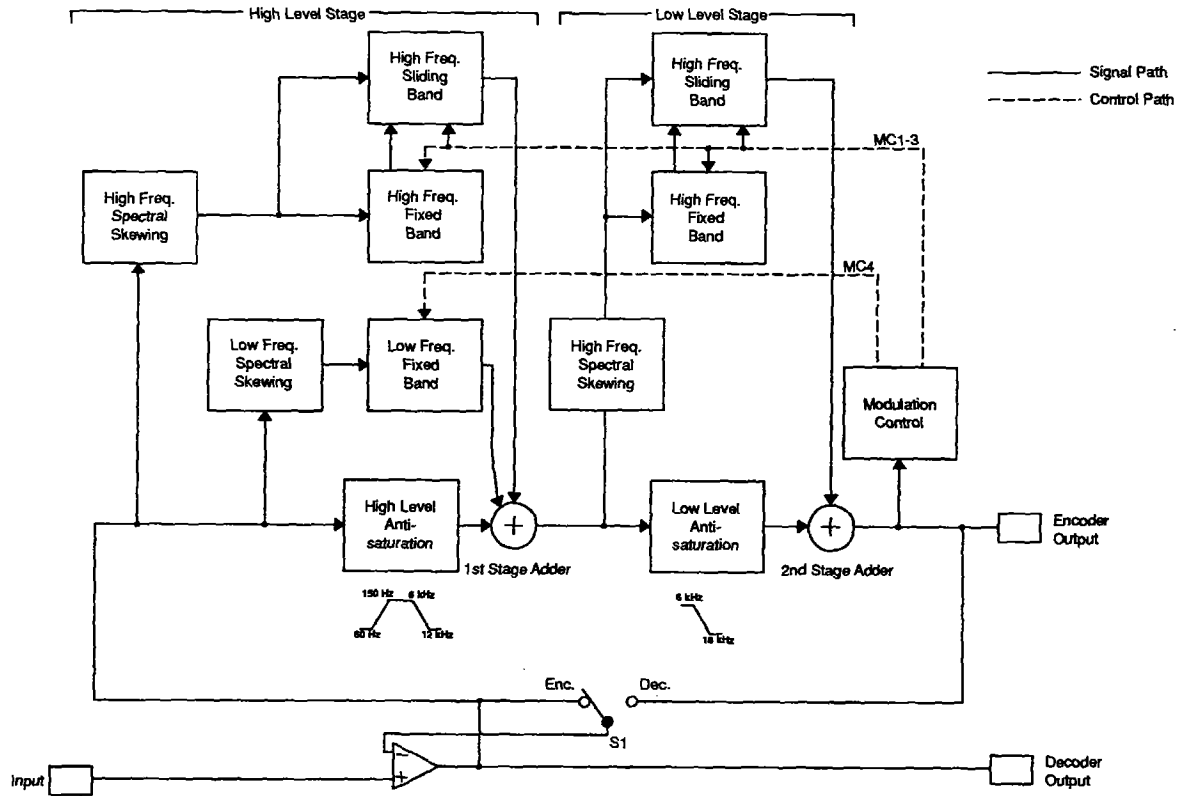 High Level Stage
Low Level Stage
High Freq.
Sliding
Band
High Freq.
Sliding
Band
Signal Path
Control Path
MC1-3
High Freq.
Spectral
Skewing
High Freq.
Fixed
Band
High Freq.
Fixed
Band
MC4
Low Freq.
Spectral
Skewing
Low Freq.
Fixed
Band
High Freq.
Spectral
Skewing
Modulation
Control
High Level
Anti-
saturation
+
Low Level
Anti-
saturation
+
Encoder
Output
1st Stage Adder
2nd Stage Adder
150 Hz 6 kHz
60 Hz 12 kHz
6 kHz
18 kHz
Enc.
Dec.
S1
Input
-
+
Decoder
Output